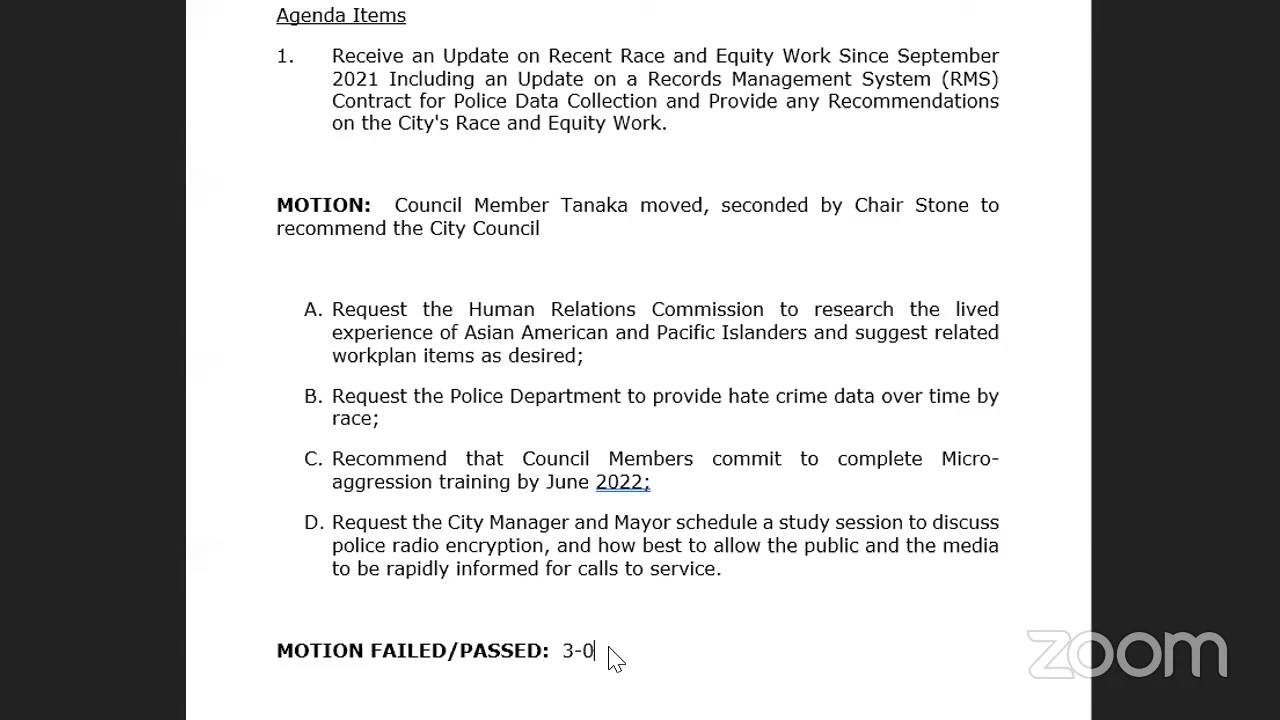 Agenda Items
1. Receive an Update on Recent Race and Equity Work Since September
2021 Including an Update on a Records Management System (RMS)
Contract for Police Data Collection and Provide any Recommendations
on the City's Race and Equity Work.
MOTION: Council Member Tanaka moved, seconded by Chair Stone to
recommend the City Council
A. Request the Human Relations Commission to research the lived
experience of Asian American and Pacific Islanders and suggest related
workplan items as desired;
B. Request the Police Department to provide hate crime data over time by
race;
C. Recommend that Council Members commit to complete Micro-
aggression training by June 2022;
D. Request the City Manager and Mayor schedule a study session to discuss
police radio encryption, and how best to allow the public and the media
to be rapidly informed for calls to service.
MOTION FAILED/PASSED: 3-0
zoom